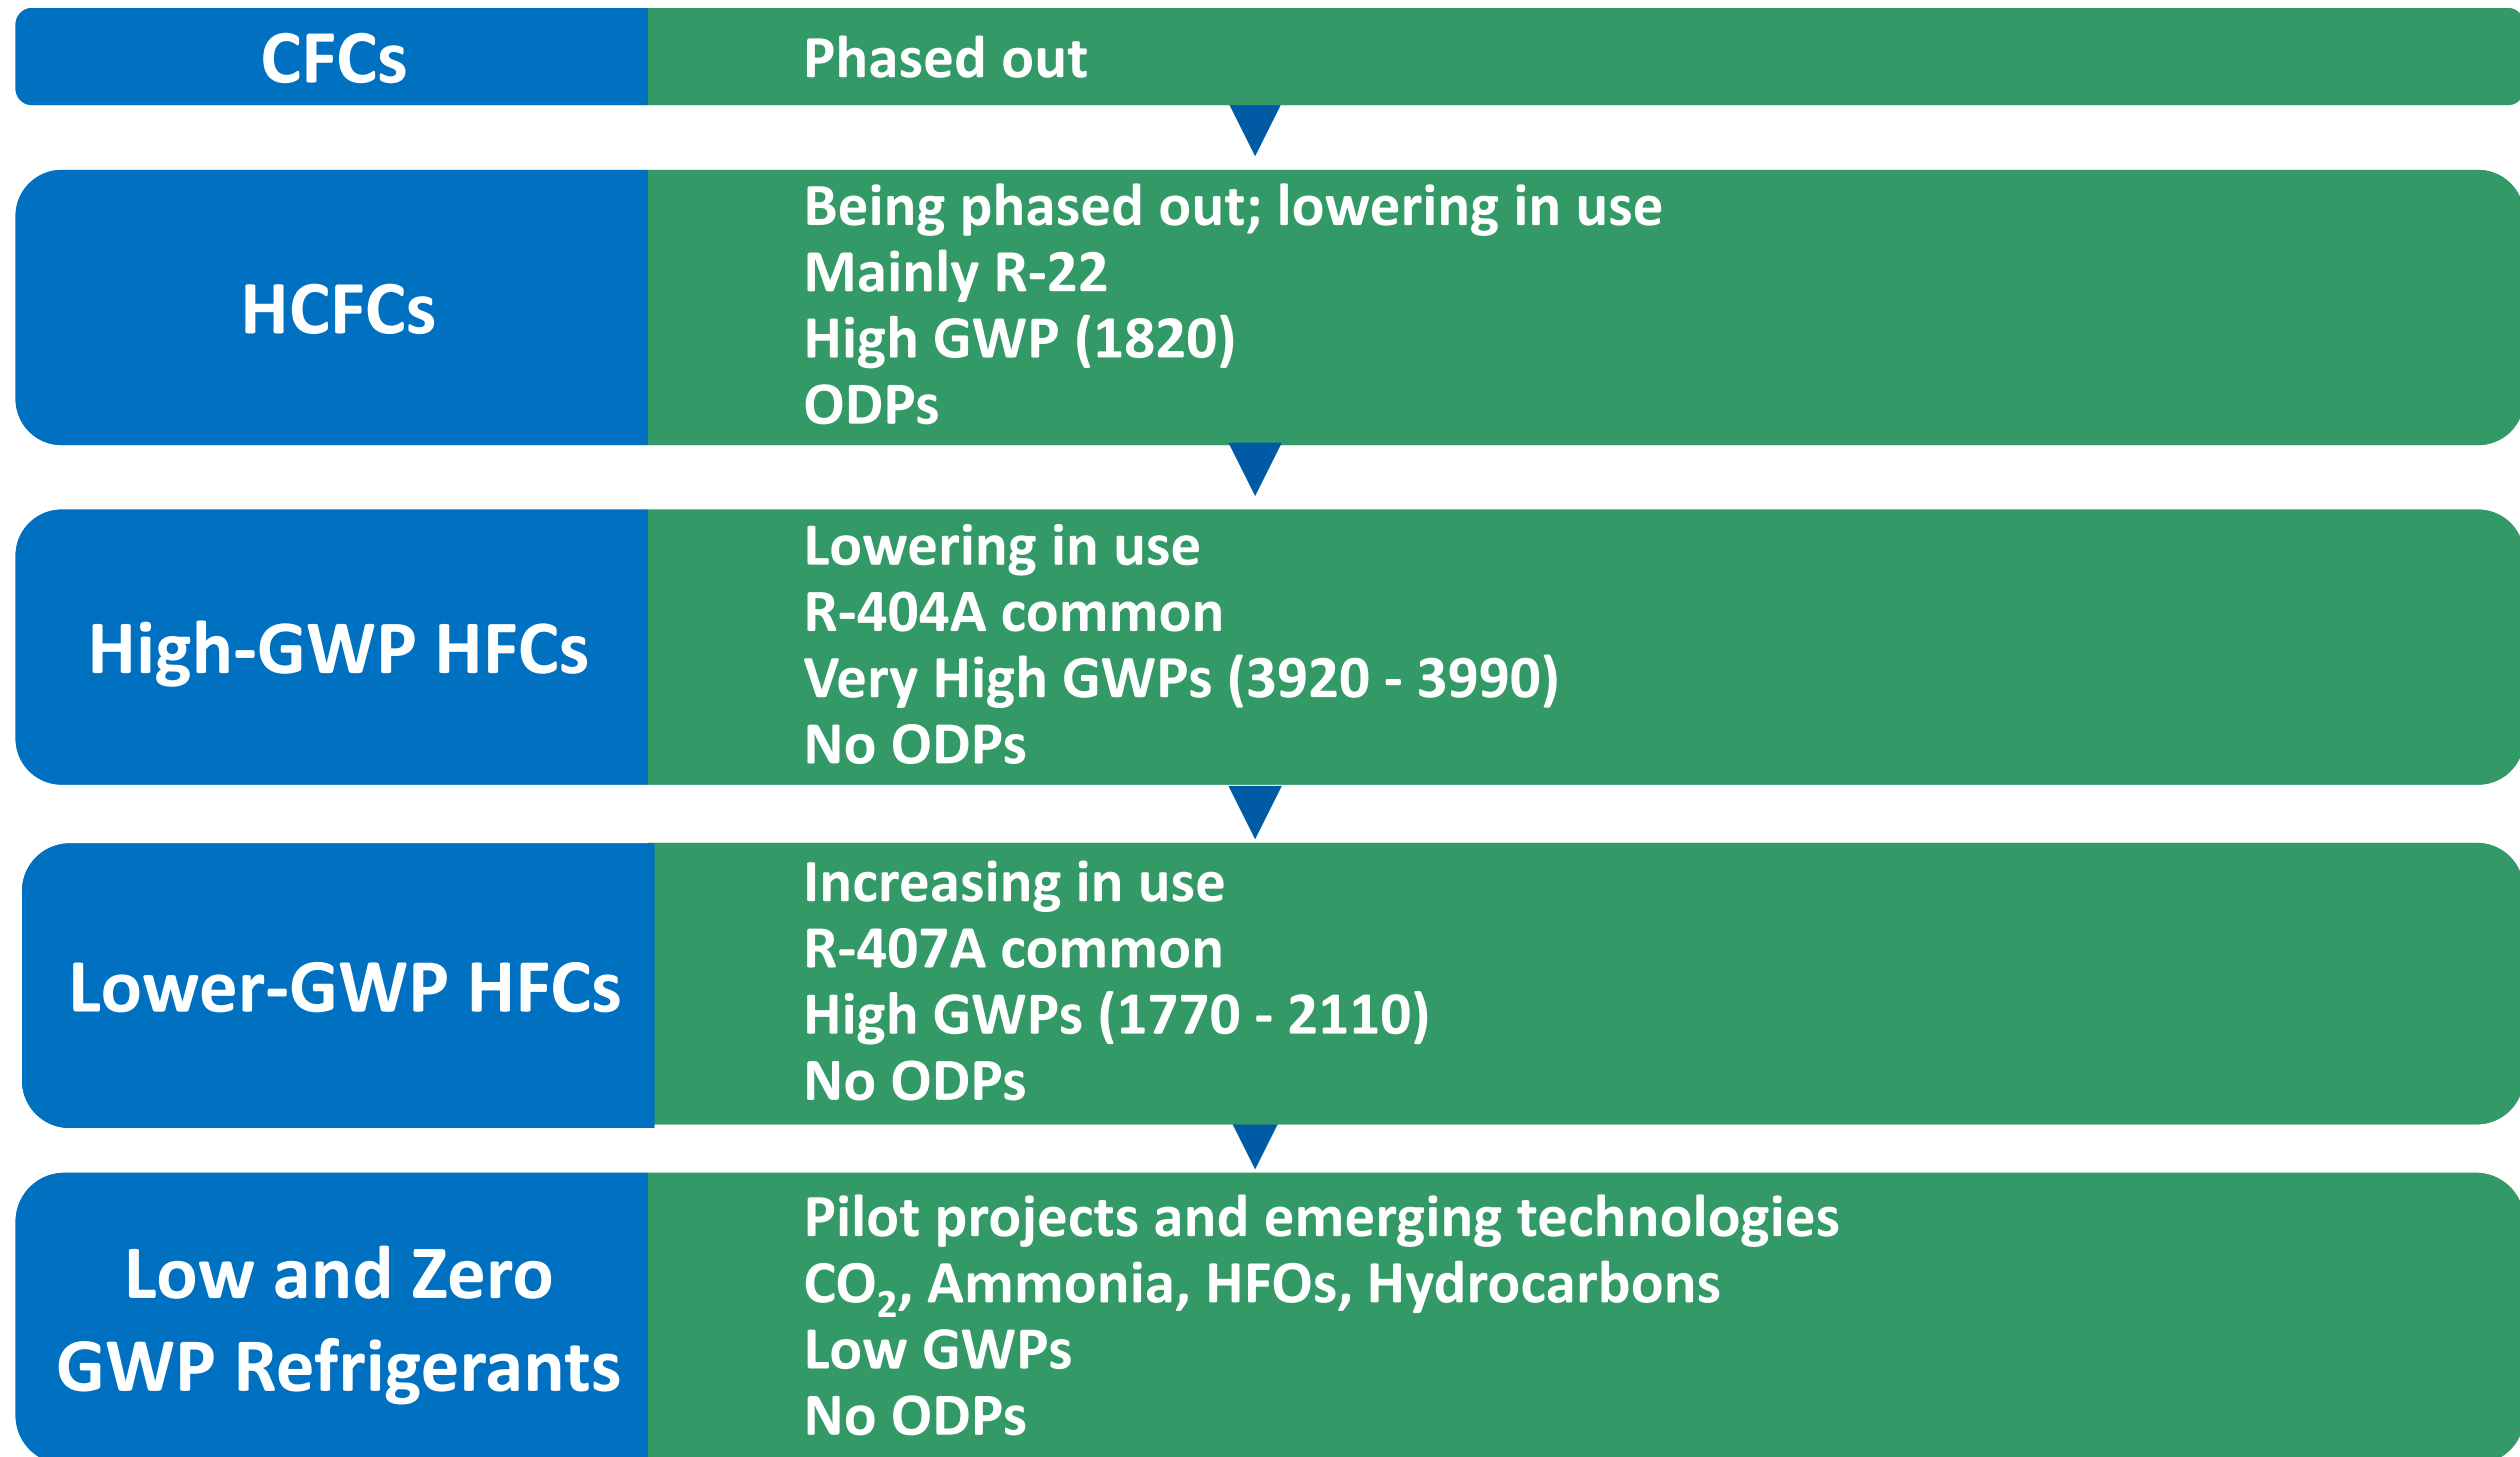 CFCs
Phased out
HCFCs
Being phased out; lowering in use
Mainly R-22
High GWP (1820)
ODPs
High-GWP HFCs
Lowering in use
R-404A common
Very High GWPs (3920 - 3990)
No ODPs
Lower-GWP HFCs
Increasing in use
R-407A common
High GWPs (1770 - 2110)
No ODPs
Low and Zero
GWP Refrigerants
Pilot projects and emerging technologies
CO₂, Ammonia, HFOs, Hydrocarbons
Low GWPs
No ODPs